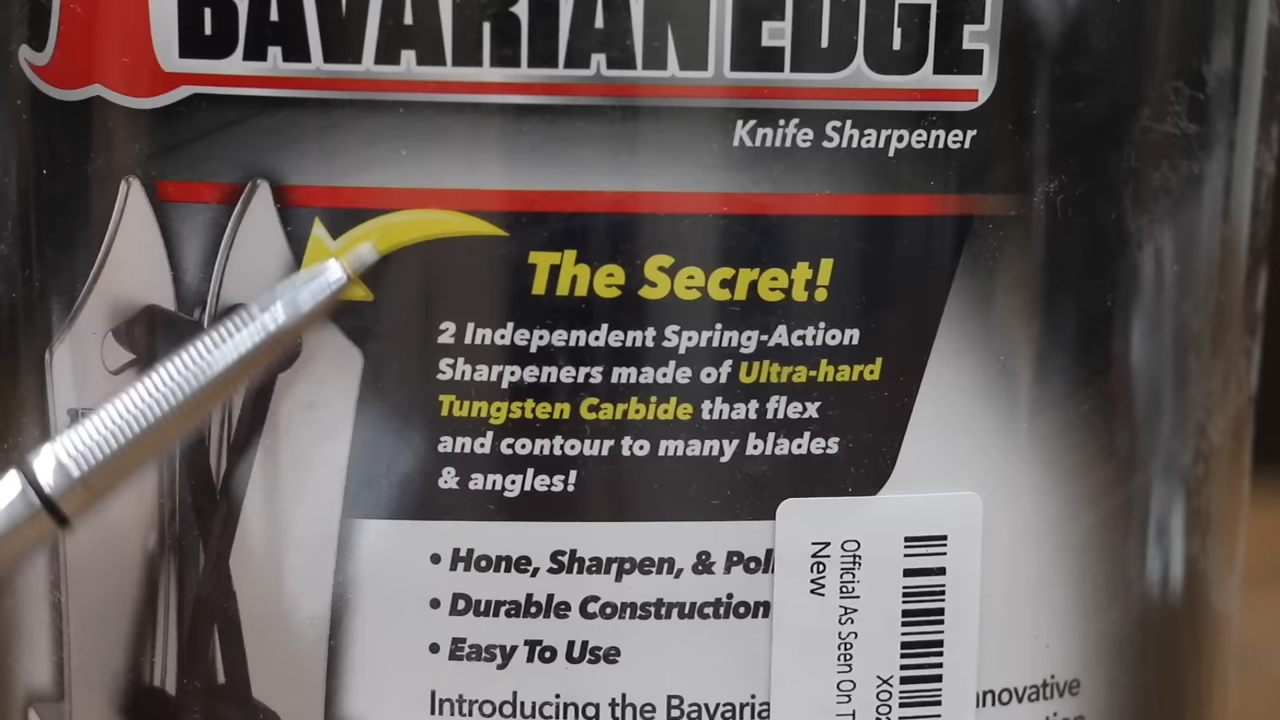 BAVARIAN EDGE
Knife Sharpener
The Secret!
2 Independent Spring-Action
Sharpeners made of Ultra-hard
Tungsten Carbide that flex
and contour to many blades
& angles!
• Hone, Sharpen, & Pol
• Durable Construction
• Easy To Use
Introducing the Bavaria
nnovative
Official As Seen On T
New
X002